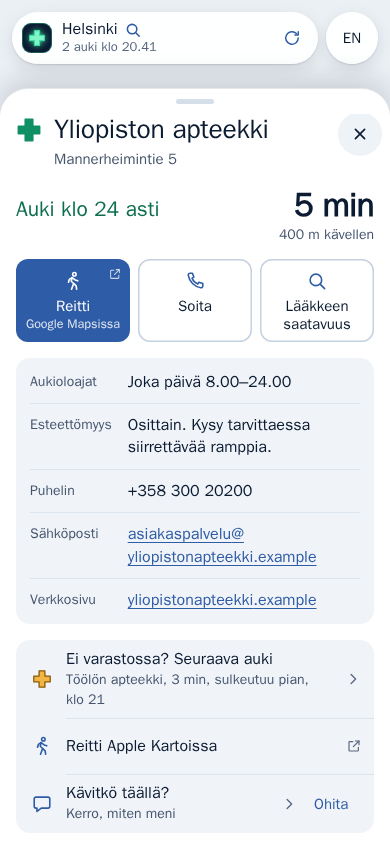 Helsinki
2 auki klo 20.41
EN
Yliopiston apteekki
Mannerheimintie 5
Auki klo 24 asti
5 min
400 m kävellen
Reitti
Google Mapsissa
Soita
Lääkkeen
saatavuus
Aukioloajat
Joka päivä 8.00–24.00
Esteettömyys
Osittain. Kysy tarvittaessa
siirrettävää ramppia.
Puhelin
+358 300 20200
Sähköposti
asiakaspalvelu@
yliopistonapteekki.example
Verkkosivu
yliopistonapteekki.example
Ei varastossa? Seuraava auki
Töölön apteekki, 3 min, sulkeutuu pian,
klo 21
Reitti Apple Kartoissa
Kävitkö täällä?
Kerro, miten meni
Ohita